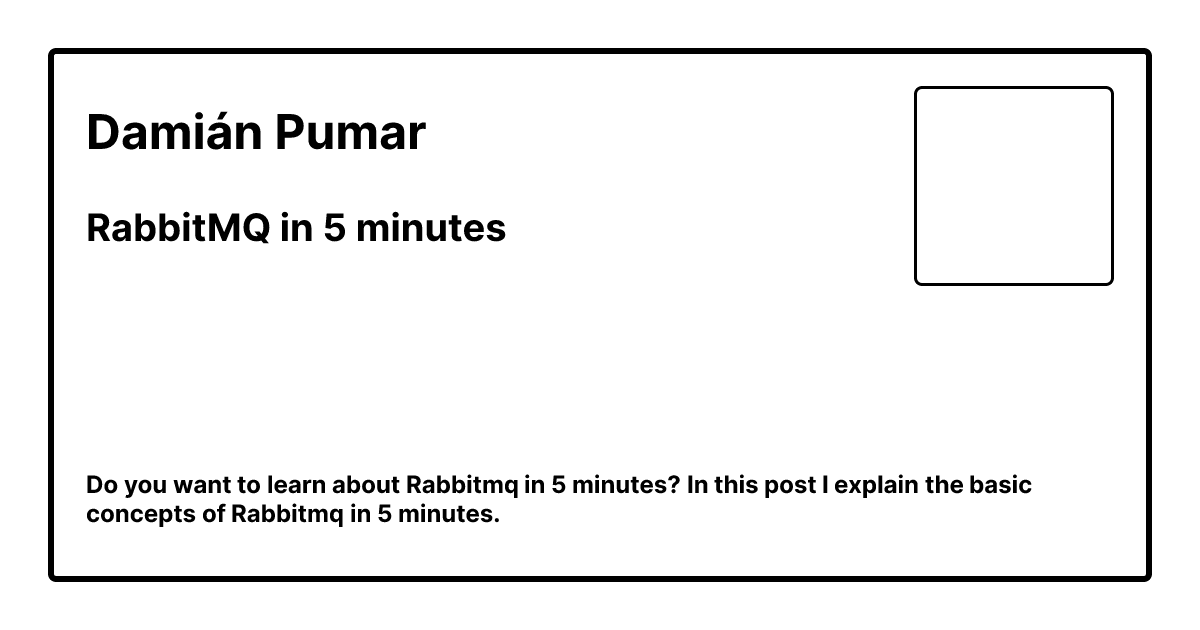 Damián Pumar
RabbitMQ in 5 minutes
Do you want to learn about Rabbitmq in 5 minutes? In this post I explain the basic
concepts of Rabbitmq in 5 minutes.